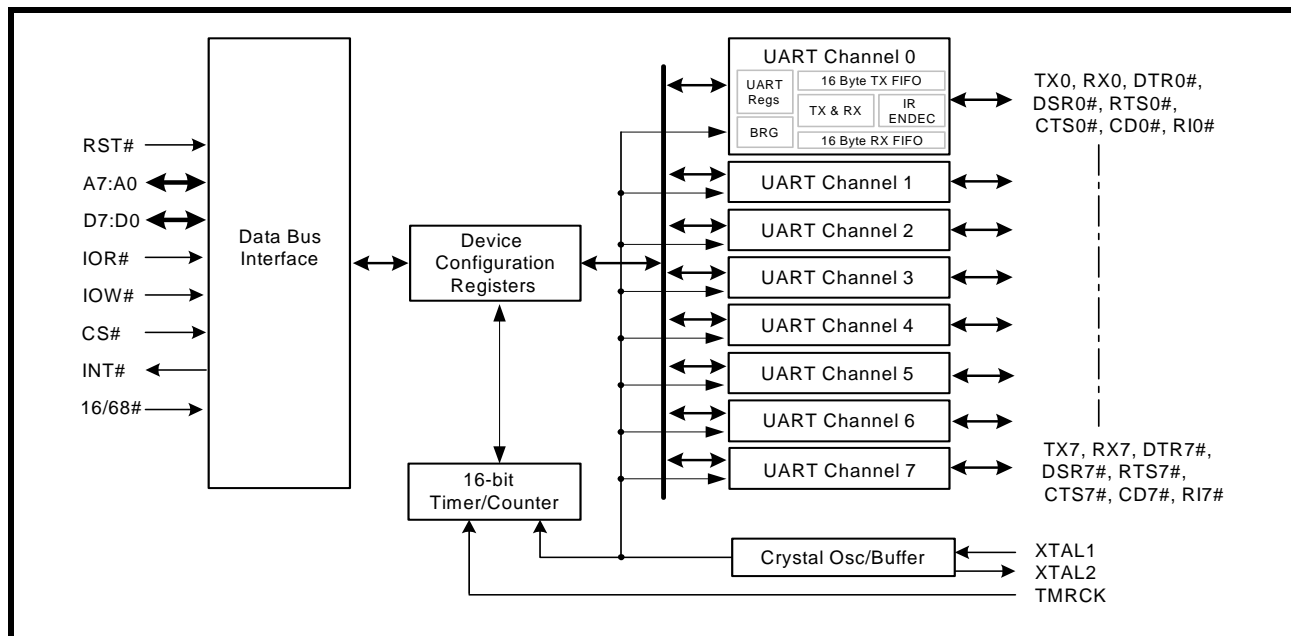 RST#
A7:A0
D7:D0
IOR#
IOW#
CS#
INT#
16/68#
Data Bus
Interface
Device
Configuration
Registers
16-bit
Timer/Counter
UART Channel 0
UART
Regs
16 Byte TX FIFO
TX & RX
IR
ENDEC
BRG
16 Byte RX FIFO
UART Channel 1
UART Channel 2
UART Channel 3
UART Channel 4
UART Channel 5
UART Channel 6
UART Channel 7
Crystal Osc/Buffer
TX0, RX0, DTR0#,
DSR0#, RTS0#,
CTS0#, CD0#, RI0#
TX7, RX7, DTR7#,
DSR7#, RTS7#,
CTS7#, CD7#, RI7#
XTAL1
XTAL2
TMRCK